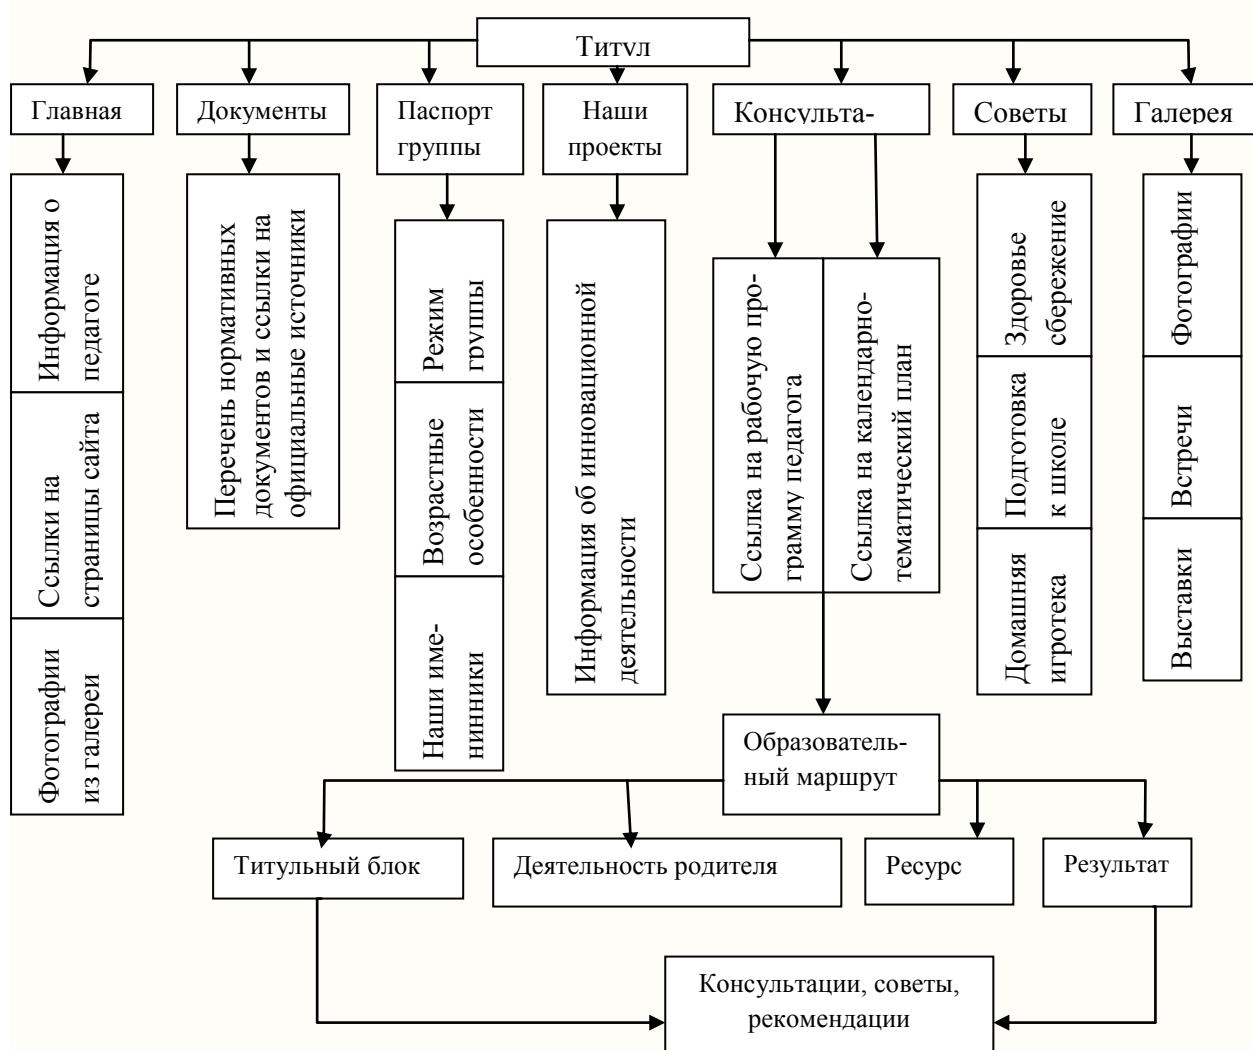 Титул
Главная
Документы
Паспорт
группы
Наши
проекты
Консульта-
Советы
Галерея
Информация о
педагоге
Ссылки на
страницы сайта
Фотографии
из галереи
Перечень нормативных
документов и ссылки на
официальные источники
Режим
группы
Возрастные
особенности
Наши име-
нинники
Информация об инновационной
деятельности
Ссылка на рабочую про-
грамму педагога
Ссылка на календарно-
тематический план
Здоровье
сбережение
Подготовка
к школе
Домашняя
игротека
Фотографии
Встречи
Выставки
Образователь-
ный маршрут
Титульный блок
Деятельность родителя
Ресурс
Результат
Консультации, советы,
рекомендации